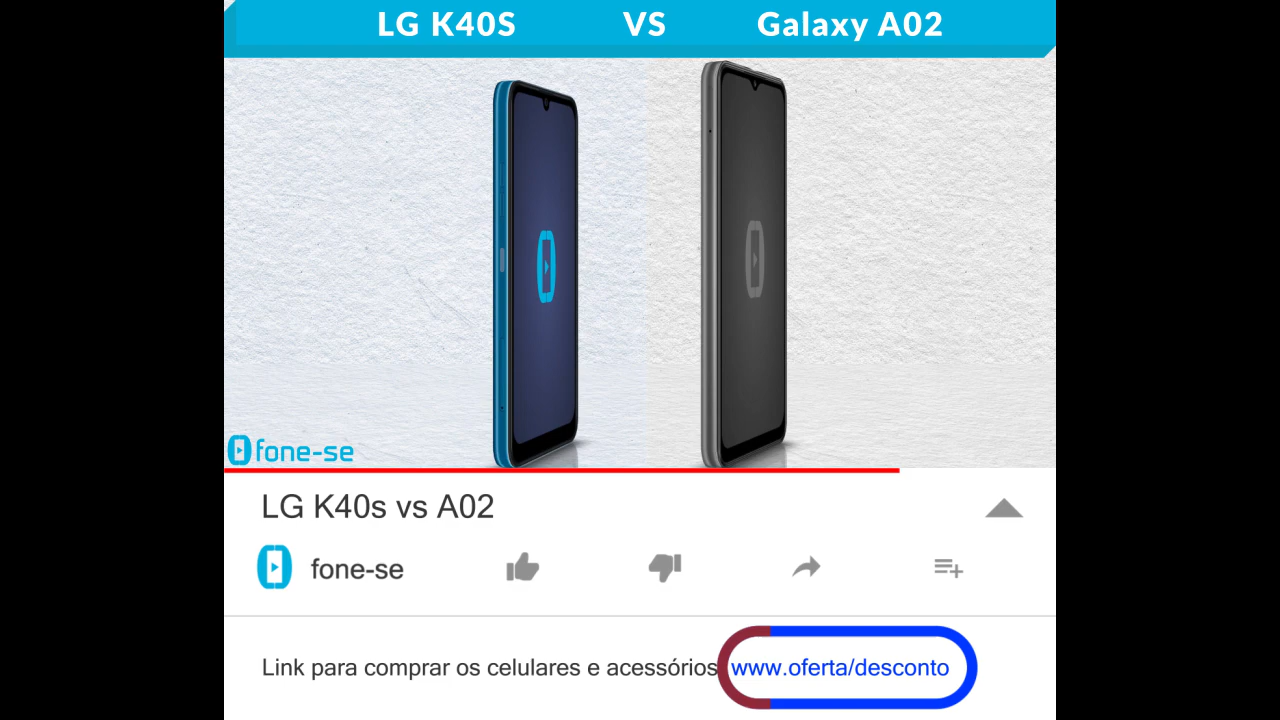 LG K40S VS Galaxy A02
fone-se
LG K40s vs A02
fone-se
Link para comprar os celulares e acessórios www.oferta/desconto